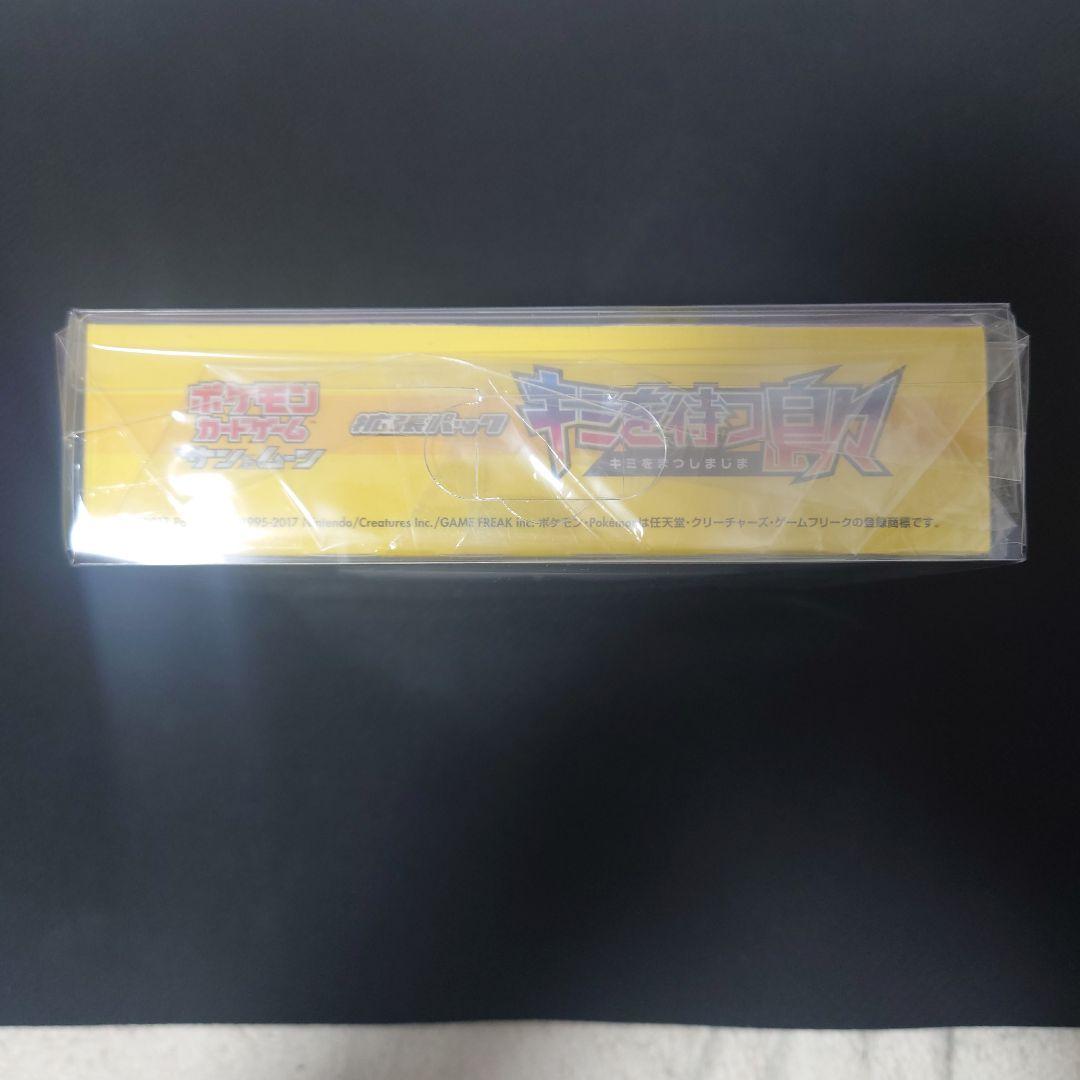 ポケモン
カードゲーム
サン&ムーン
拡張パック
キミを待つ島々
キミをまつしまじま
1995-2017 Nintendo/Creatures Inc./GAME FREAK inc. ポケモン・Pokémonは任天堂・クリーチャーズ・ゲームフリークの登録商標です。